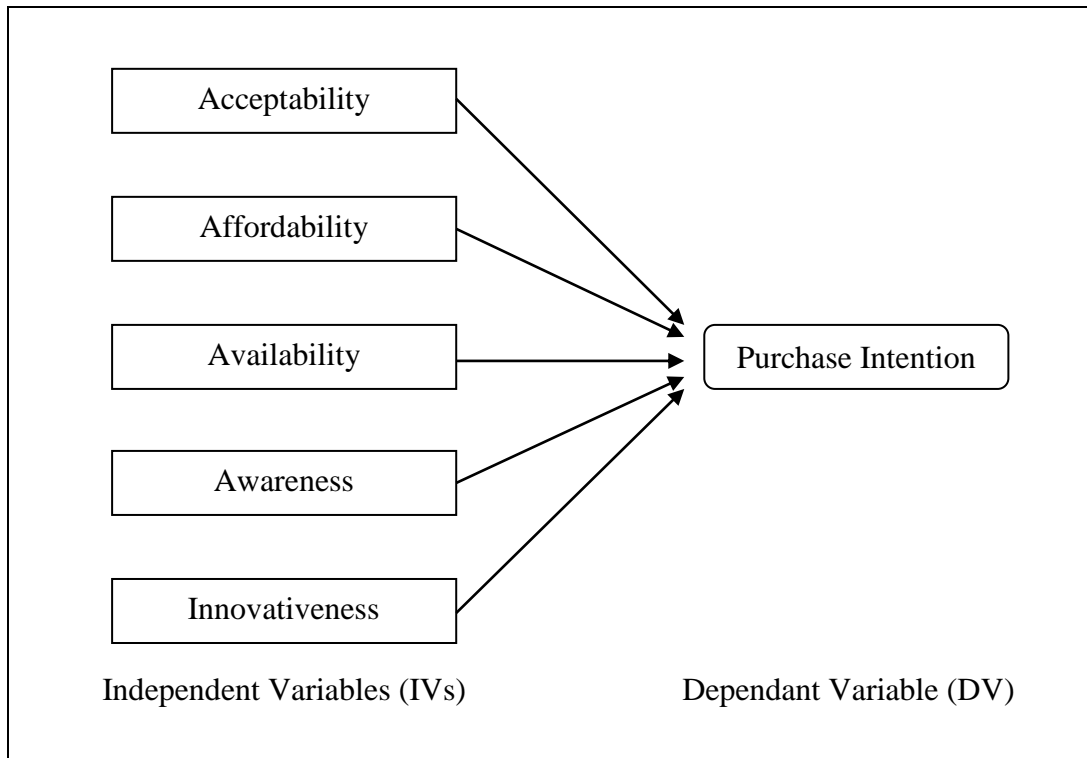 Acceptability
Affordability
Availability
Purchase Intention
Awareness
Innovativeness
Independent Variables (IVs)
Dependant Variable (DV)